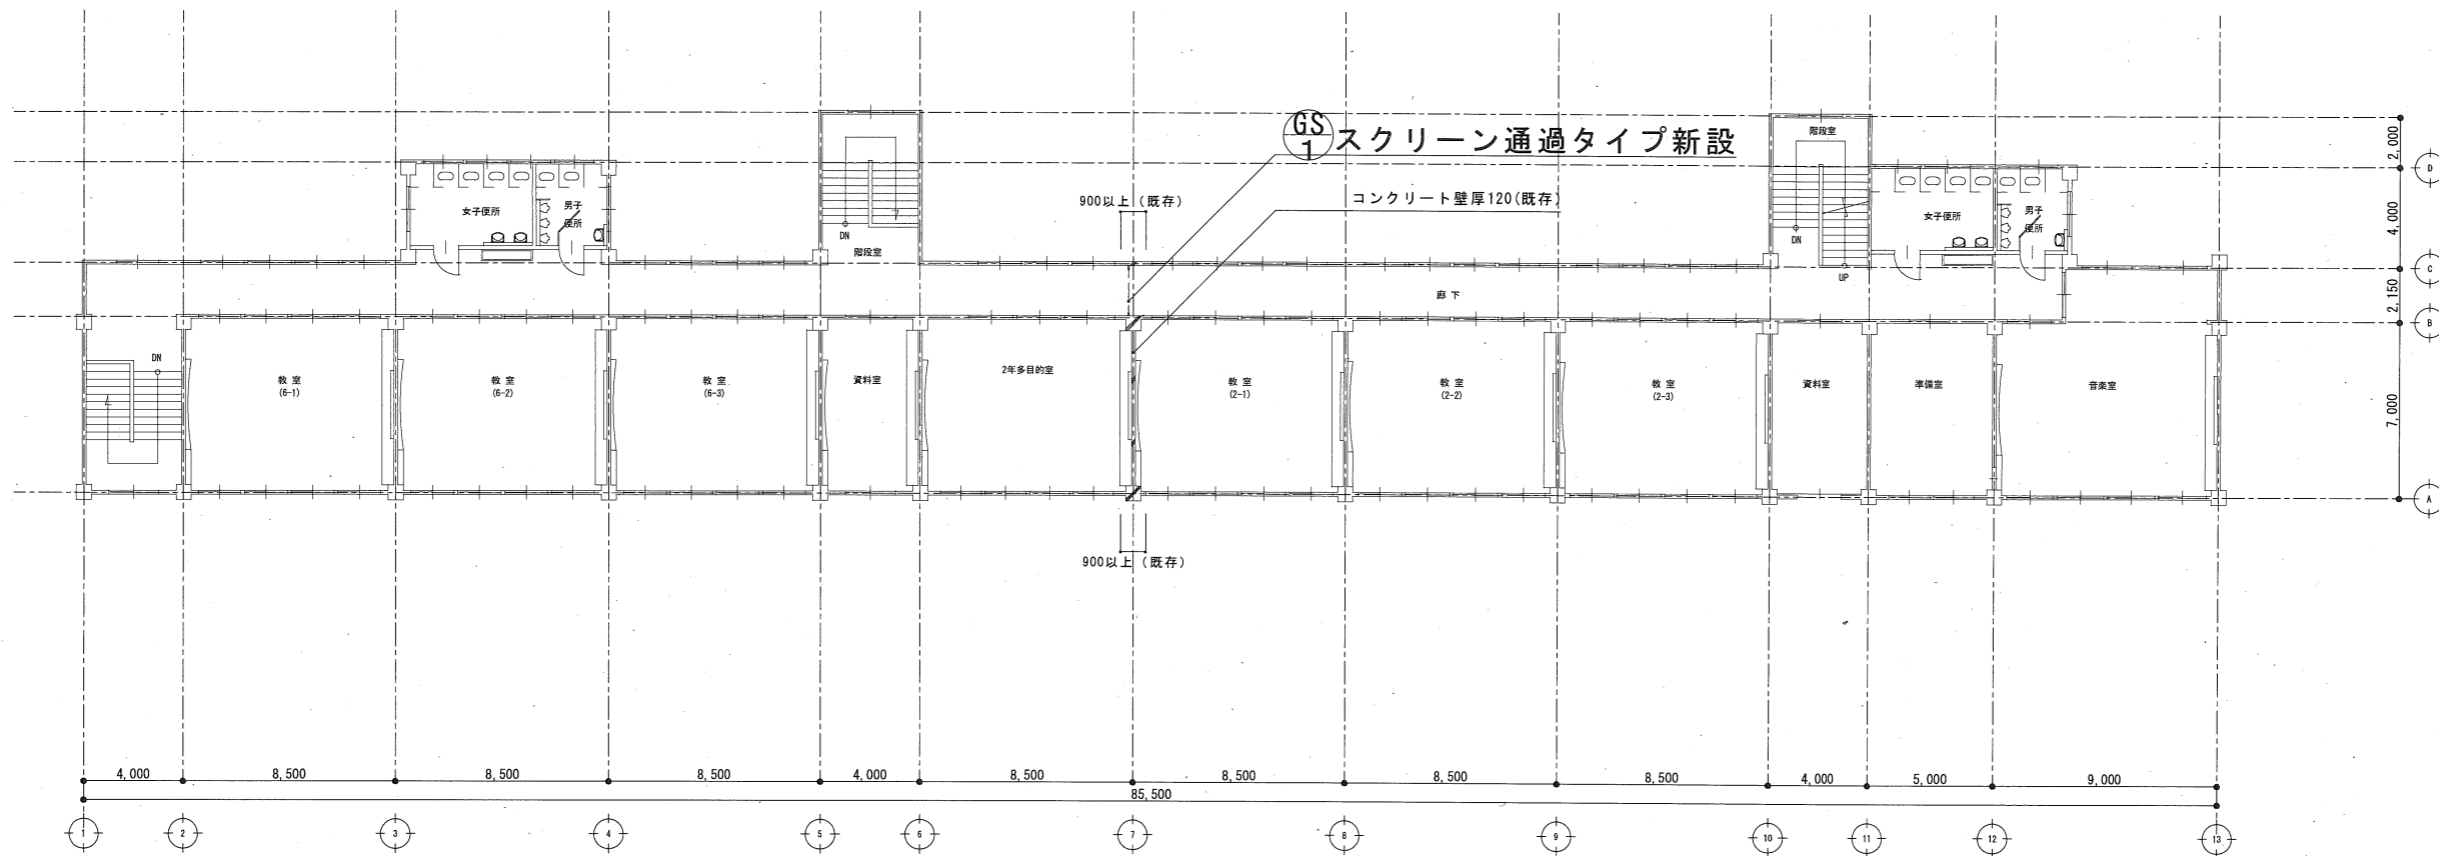 GS
1
スクリーン通過タイプ新設
900以上(既存)
コンクリート壁厚120(既存)
階段室
女子便所
男子
便所
DN
階段室
女子便所
男子
便所
DN
UP
廊下
DN
教室
(6-1)
教室
(6-2)
教室
(6-3)
資料室
2年多目的室
教室
(2-1)
教室
(2-2)
教室
(2-3)
資料室
準備室
音楽室
900以上(既存)
2,000
4,000
2,150
7,000
D
C
B
A
4,000
8,500
8,500
8,500
4,000
8,500
8,500
8,500
8,500
4,000
5,000
9,000
85,500
1
2
3
4
5
6
7
8
9
10
11
12
13